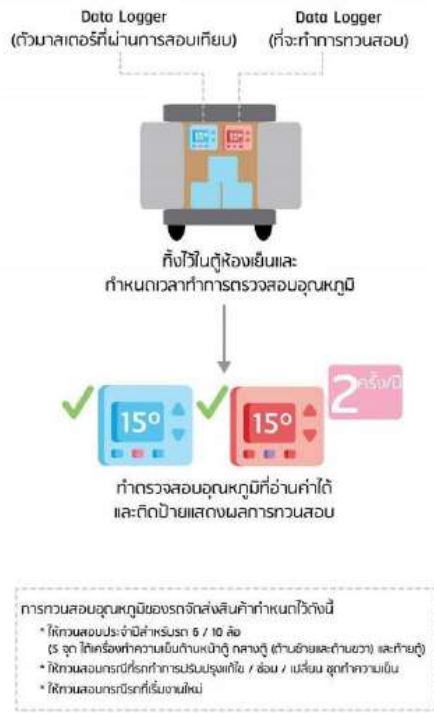 Data Logger
(ตัวมาสเตอร์ที่ผ่านการสอบเทียบ)
Data Logger
(ที่จะทำการทวนสอบ)
15°
15°
ทิ้งไว้ในตู้ห้องเย็นและ
กำหนดเวลาทำการตรวจสอบอุณหภูมิ
15°
15°
2 ครั้ง/ปี
ทำตรวจสอบอุณหภูมิที่อ่านค่าได้
และติดป้ายแสดงผลการทวนสอบ
การทวนสอบอุณหภูมิของรถจัดส่งสินค้ากำหนดไว้ดังนี้
* ให้ทวนสอบประจำปีสำหรับรถ 6 / 10 ล้อ
(5 จุด ใต้เครื่องทำความเย็นด้านหน้าตู้ กลางตู้ (ด้านซ้ายและด้านขวา) และท้ายตู้)
* ให้ทวนสอบกรณีที่รถทำการปรับปรุงแก้ไข / ซ่อม / เปลี่ยน ชุดทำความเย็น
* ให้ทวนสอบกรณีรถที่เริ่มงานใหม่